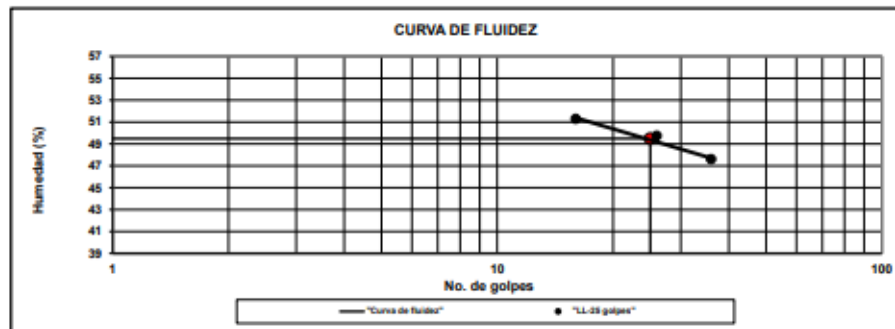 CURVA DE FLUIDEZ
57
55
53
51
49
47
45
43
41
39
Humedad (%)
1 10 100
No. de golpes
"Curva de fluidez" "LL-25 golpes"